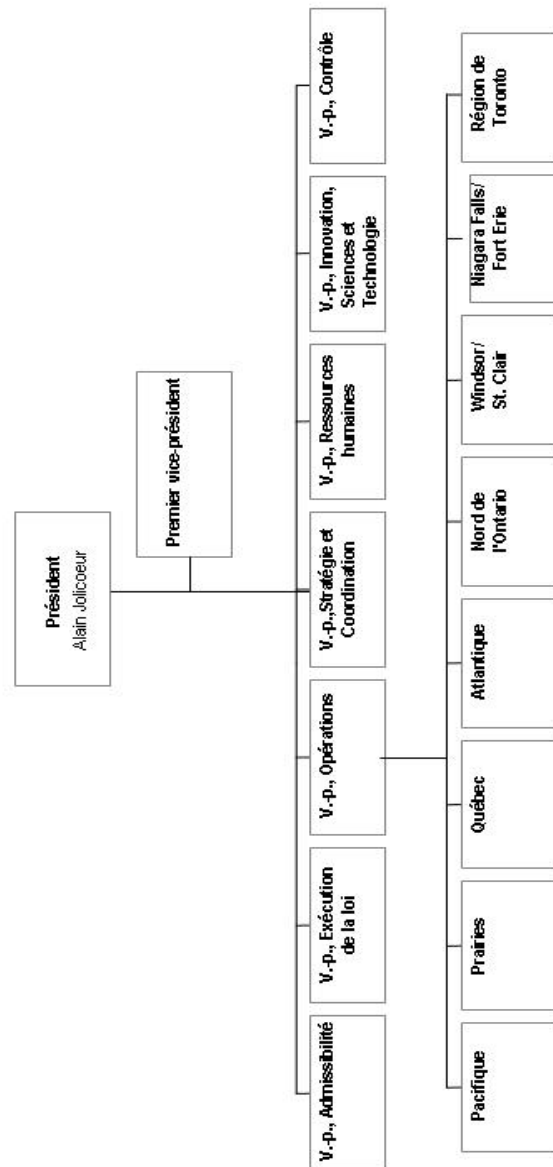 Président
Alain Jolicoeur
Premier vice-président
V.-p., Admissibilité
V.-p., Exécution
de la loi
V.-p., Opérations
V.-p.,Stratégie et
Coordination
V.-p., Ressources
humaines
V.-p., Innovation,
Sciences et
Technologie
V.-p., Contrôle
Pacifique
Prairies
Québec
Atlantique
Nord de
l'Ontario
Windsor/
St. Clair
Niagara Falls/
Fort Erie
Région de
Toronto